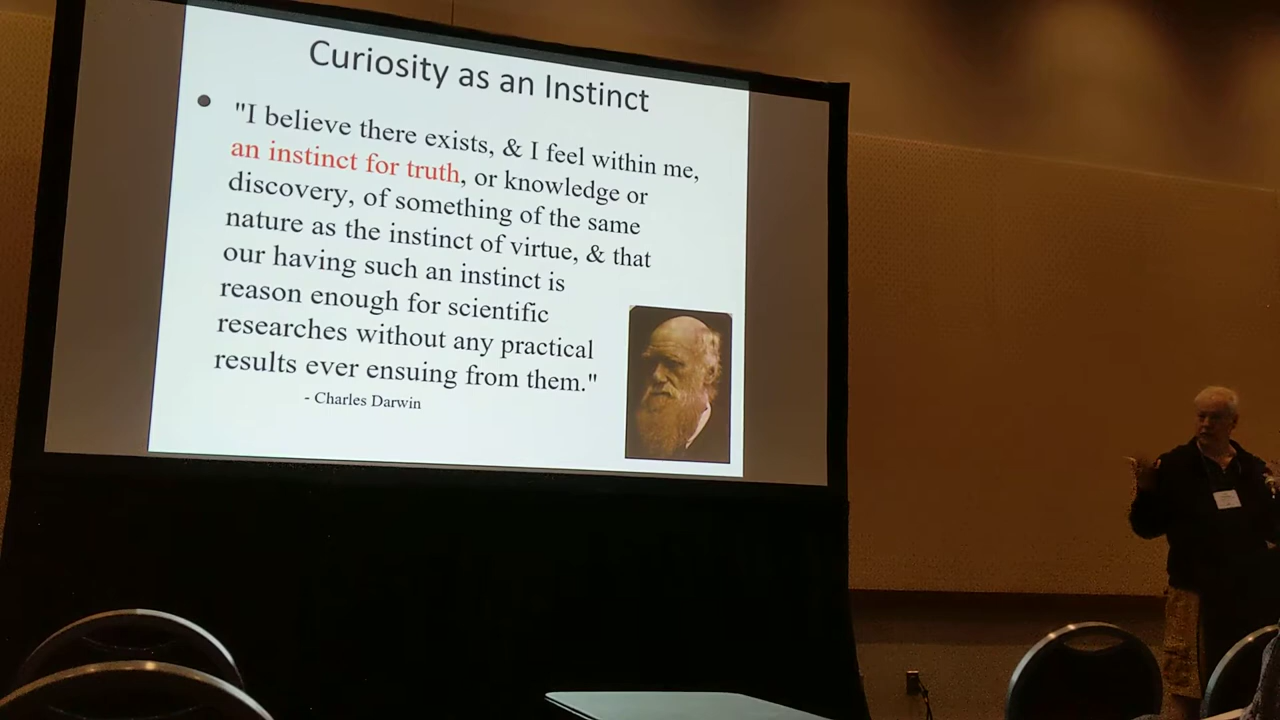 Curiosity as an Instinct
• "I believe there exists, & I feel within me,
an instinct for truth, or knowledge or
discovery, of something of the same
nature as the instinct of virtue, & that
our having such an instinct is
reason enough for scientific
researches without any practical
results ever ensuing from them."
- Charles Darwin